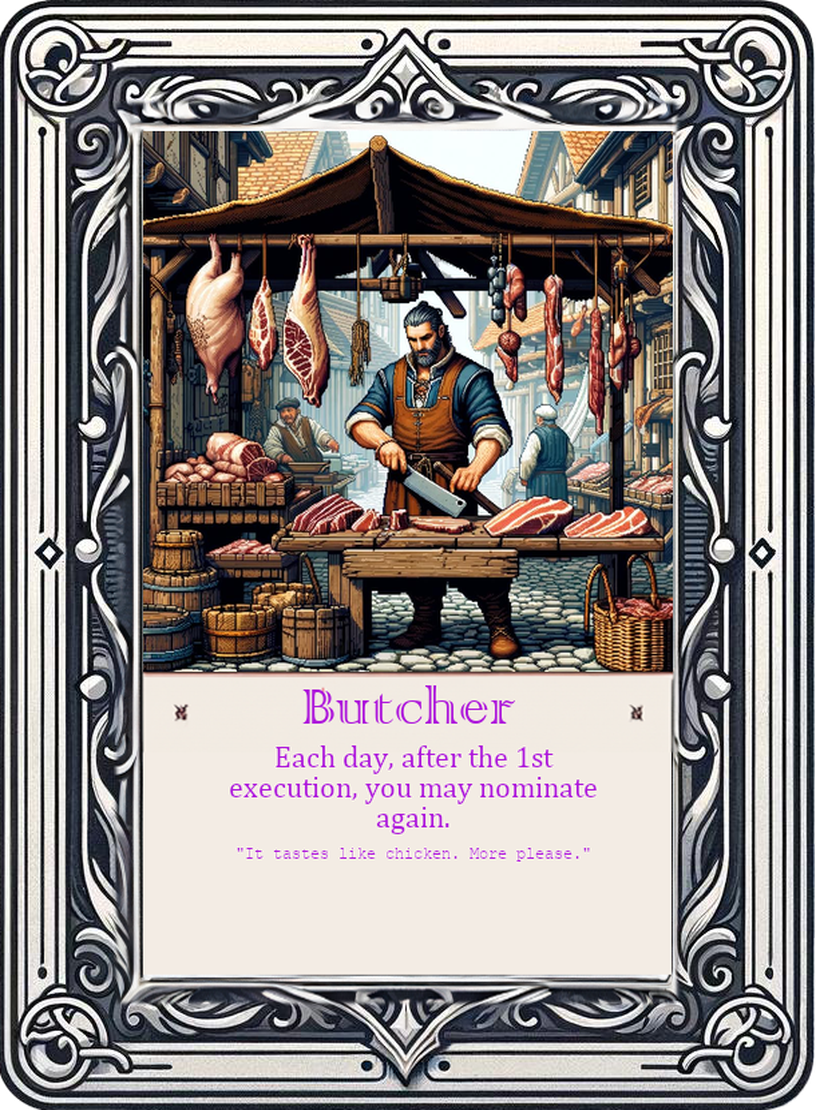 Butcher
Each day, after the 1st
execution, you may nominate
again.
"It tastes like chicken. More please."